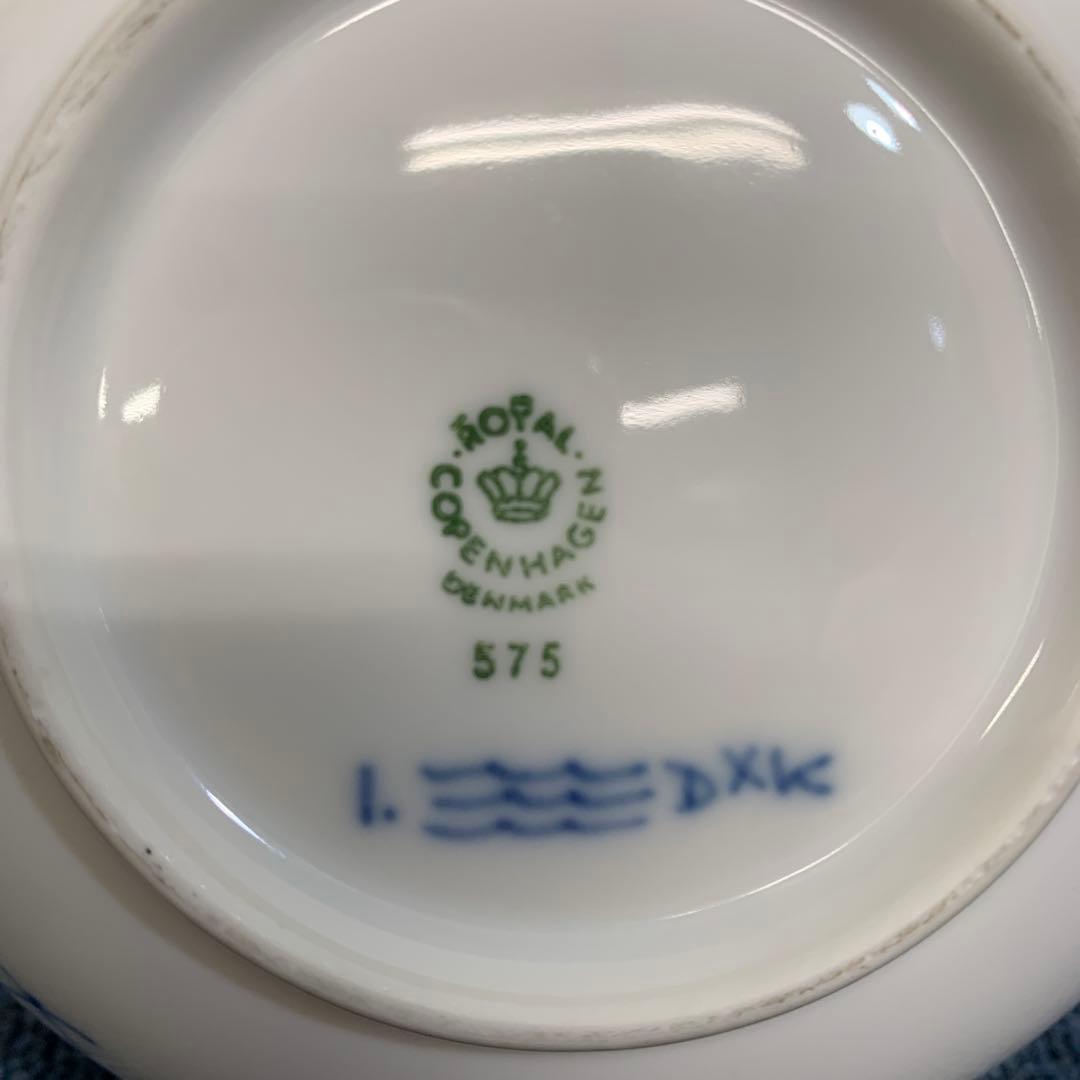 ROYAL
COPENHAGEN
DENMARK
575
1. DXK